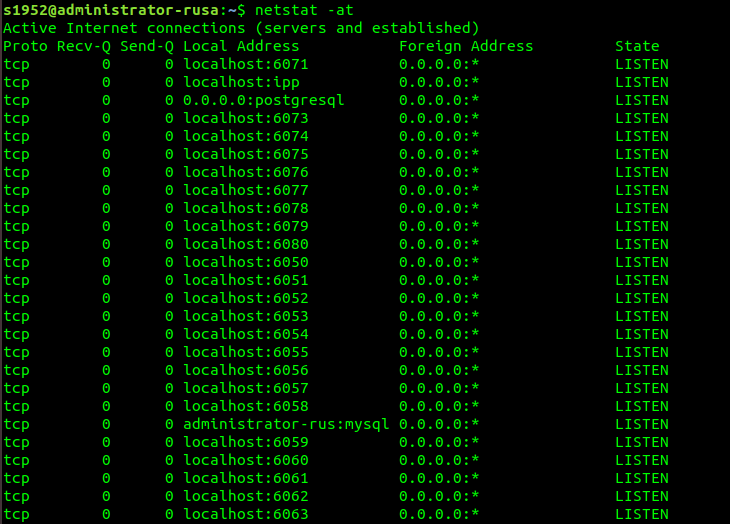 s1952@administrator-rusa:~$ netstat -at
Active Internet connections (servers and established)
Proto Recv-Q Send-Q Local Address           Foreign Address         State
tcp        0      0 localhost:6071          0.0.0.0:*               LISTEN
tcp        0      0 localhost:ipp           0.0.0.0:*               LISTEN
tcp        0      0 0.0.0.0:postgresql      0.0.0.0:*               LISTEN
tcp        0      0 localhost:6073          0.0.0.0:*               LISTEN
tcp        0      0 localhost:6074          0.0.0.0:*               LISTEN
tcp        0      0 localhost:6075          0.0.0.0:*               LISTEN
tcp        0      0 localhost:6076          0.0.0.0:*               LISTEN
tcp        0      0 localhost:6077          0.0.0.0:*               LISTEN
tcp        0      0 localhost:6078          0.0.0.0:*               LISTEN
tcp        0      0 localhost:6079          0.0.0.0:*               LISTEN
tcp        0      0 localhost:6080          0.0.0.0:*               LISTEN
tcp        0      0 localhost:6050          0.0.0.0:*               LISTEN
tcp        0      0 localhost:6051          0.0.0.0:*               LISTEN
tcp        0      0 localhost:6052          0.0.0.0:*               LISTEN
tcp        0      0 localhost:6053          0.0.0.0:*               LISTEN
tcp        0      0 localhost:6054          0.0.0.0:*               LISTEN
tcp        0      0 localhost:6055          0.0.0.0:*               LISTEN
tcp        0      0 localhost:6056          0.0.0.0:*               LISTEN
tcp        0      0 localhost:6057          0.0.0.0:*               LISTEN
tcp        0      0 localhost:6058          0.0.0.0:*               LISTEN
tcp        0      0 administrator-rus:mysql 0.0.0.0:*               LISTEN
tcp        0      0 localhost:6059          0.0.0.0:*               LISTEN
tcp        0      0 localhost:6060          0.0.0.0:*               LISTEN
tcp        0      0 localhost:6061          0.0.0.0:*               LISTEN
tcp        0      0 localhost:6062          0.0.0.0:*               LISTEN
tcp        0      0 localhost:6063          0.0.0.0:*               LISTEN